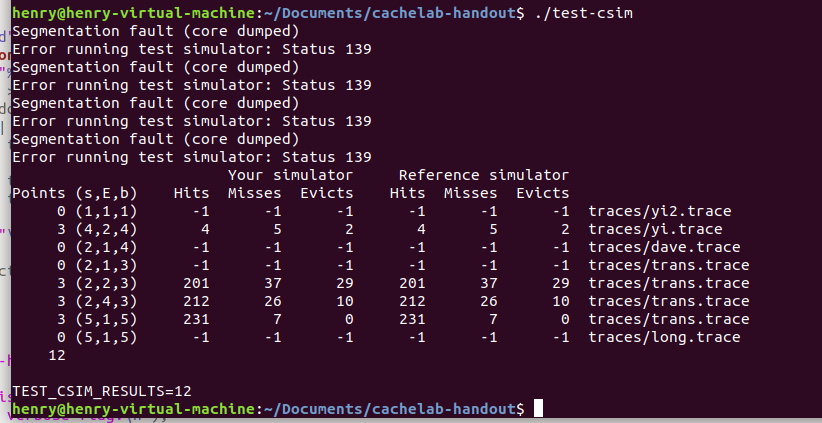 henry@henry-virtual-machine:~/Documents/cachelab-handout$ ./test-csim
Segmentation fault (core dumped)
Error running test simulator: Status 139
Segmentation fault (core dumped)
Error running test simulator: Status 139
Segmentation fault (core dumped)
Error running test simulator: Status 139
Segmentation fault (core dumped)
Error running test simulator: Status 139
                        Your simulator     Reference simulator
Points (s,E,b)    Hits  Misses  Evicts    Hits  Misses  Evicts
     0 (1,1,1)      -1      -1      -1      -1      -1      -1  traces/yi2.trace
     3 (4,2,4)       4       5       2       4       5       2  traces/yi.trace
     0 (2,1,4)      -1      -1      -1      -1      -1      -1  traces/dave.trace
     0 (2,1,3)      -1      -1      -1      -1      -1      -1  traces/trans.trace
     3 (2,2,3)     201      37      29     201      37      29  traces/trans.trace
     3 (2,4,3)     212      26      10     212      26      10  traces/trans.trace
     3 (5,1,5)     231       7       0     231       7       0  traces/trans.trace
     0 (5,1,5)      -1      -1      -1      -1      -1      -1  traces/long.trace
    12
TEST_CSIM_RESULTS=12
henry@henry-virtual-machine:~/Documents/cachelab-handout$